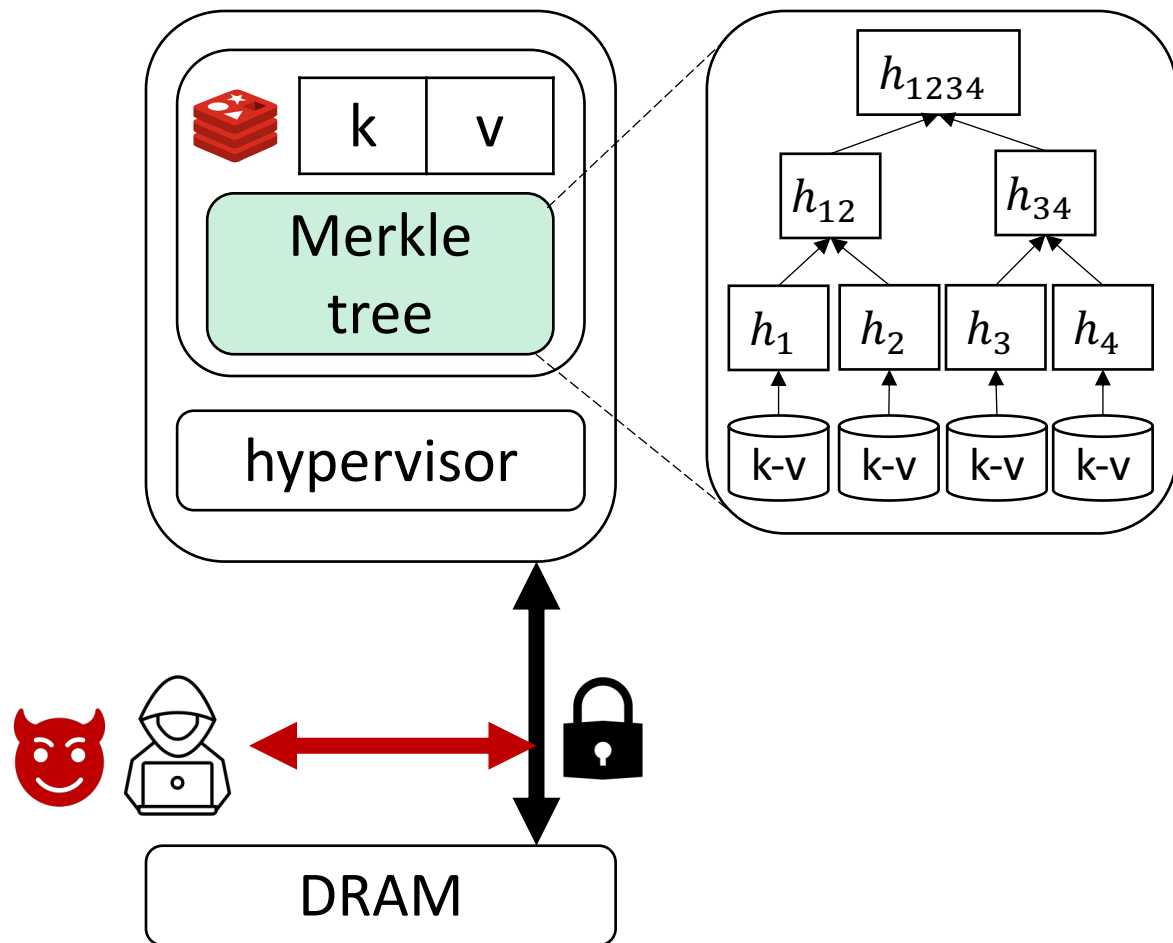 k v
Merkle
tree
hypervisor
DRAM
h₁₂₃₄
h₁₂ h₃₄
h₁ h₂ h₃ h₄
k-v k-v k-v k-v